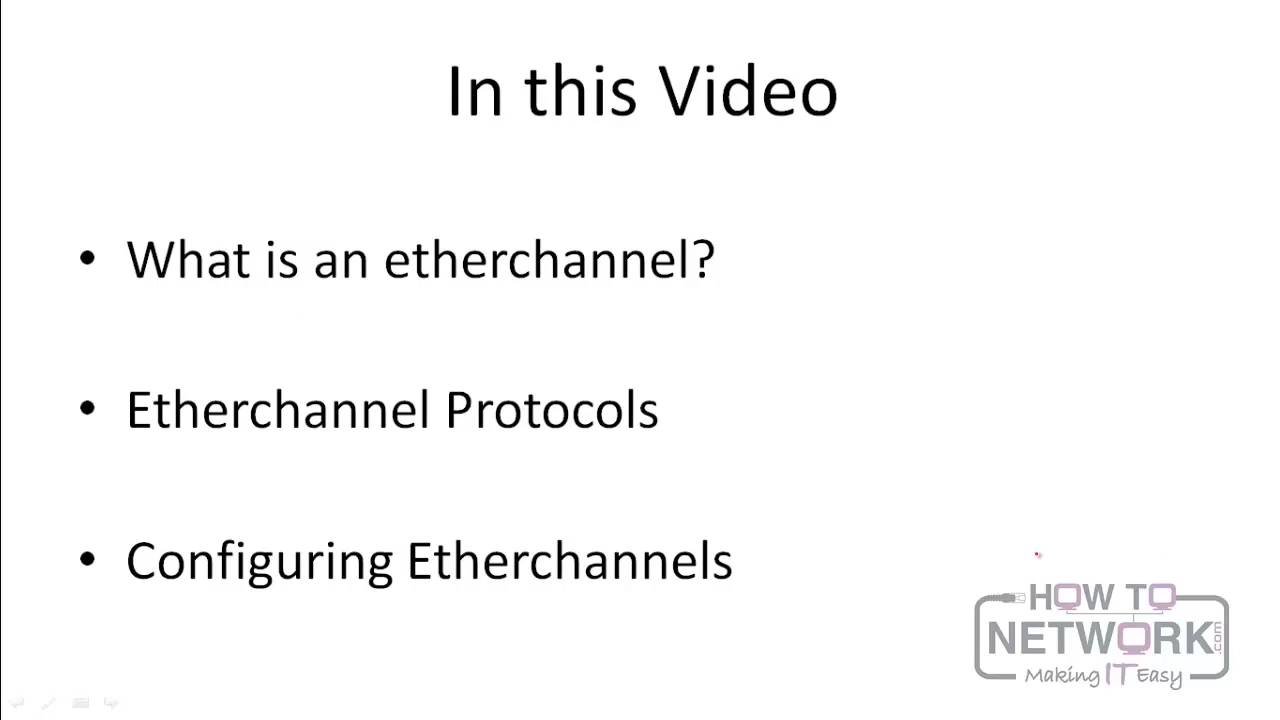 In this Video
• What is an etherchannel?
• Etherchannel Protocols
• Configuring Etherchannels
HOW TO
NETWORK.com
Making IT Easy